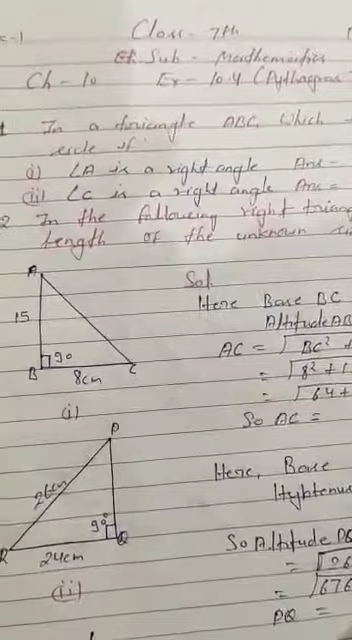 Class - 7th
Sub - Mathematics
Ch - 10 Ex - 10.4 (Pythagoras
1 In a triangle ABC, Which
if
i) ∠A is a right angle Ans -
(ii) ∠C is a right angle Ans =
2 In the following right triang
length of the unknown
A
15
B 90 8cm C
(i)
Sol
Here Base BC
Altitude AB
AC = √BC² +
= √8² + 1
= √64 +
So AC =
P
26cm
90°
R 24cm Q
(ii)
Here, Base
Hyptenus
So Altitude PQ
= √
= √676
PQ =